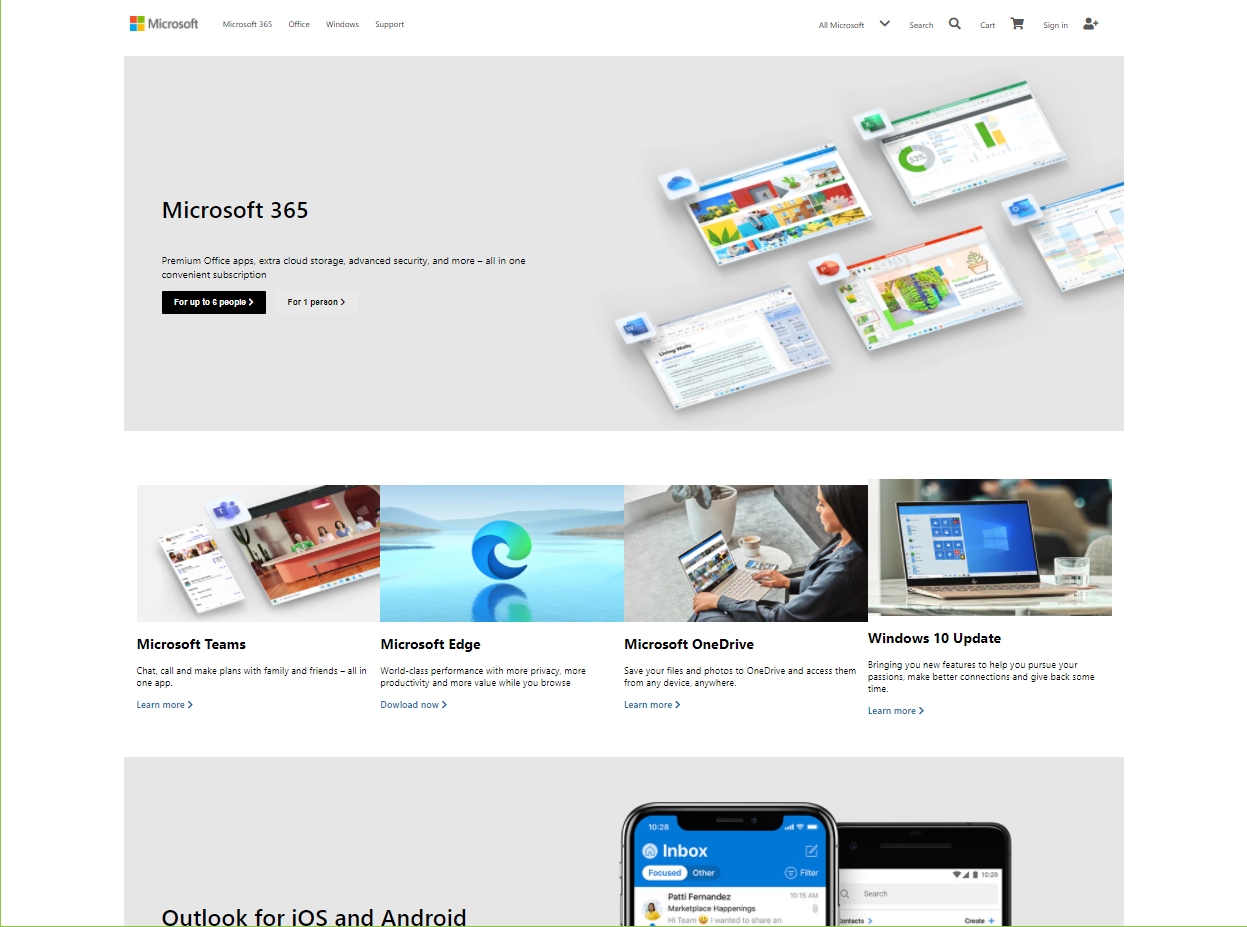 Microsoft
Microsoft 365
Office
Windows
Support
All Microsoft
Search
Cart
Sign in
Microsoft 365
Premium Office apps, extra cloud storage, advanced security, and more – all in one
convenient subscription
For up to 6 people
For 1 person
53%
Living Walls
Vertical Gardens
Microsoft Teams
Chat, call and make plans with family and friends – all in
one app.
Learn more
Microsoft Edge
World-class performance with more privacy, more
productivity and more value while you browse
Dowload now
Microsoft OneDrive
Save your files and photos to OneDrive and access them
from any device, anywhere.
Learn more
Windows 10 Update
Bringing you new features to help you pursue your
passions, make better connections and give back some
time.
Learn more
Outlook for iOS and Android
10:28
Inbox
Focused
Other
Filter
Patti Fernandez
10:15 AM
Marketplace Happenings
Hi Team 😃 I wanted to share an
10:28
Search
Contacts
Create +